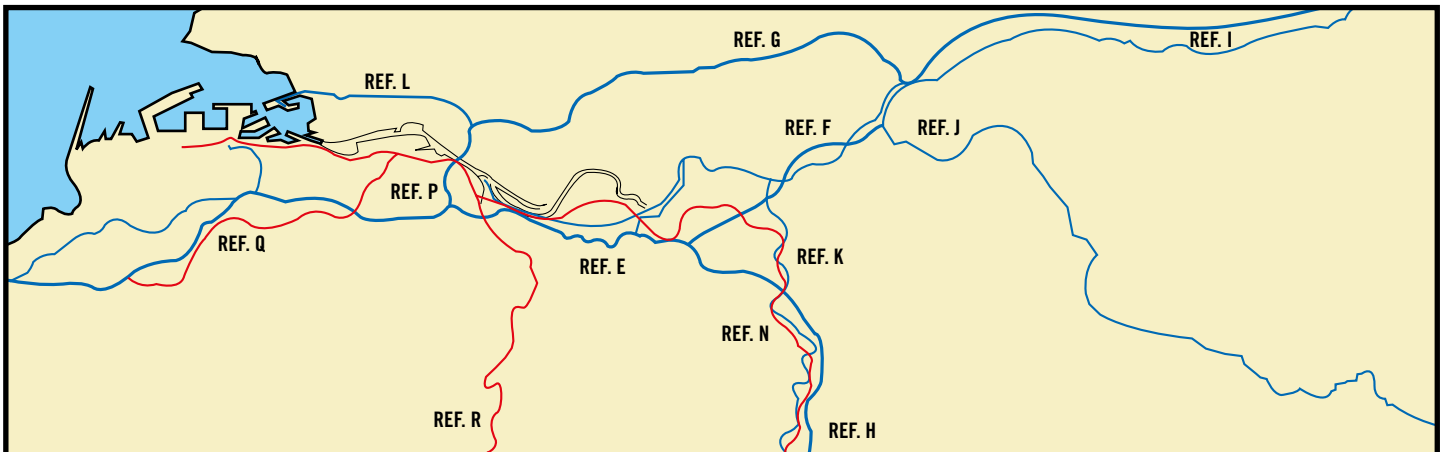 REF. G
REF. I
REF. L
REF. F
REF. J
REF. P
REF. Q
REF. E
REF. K
REF. N
REF. R
REF. H